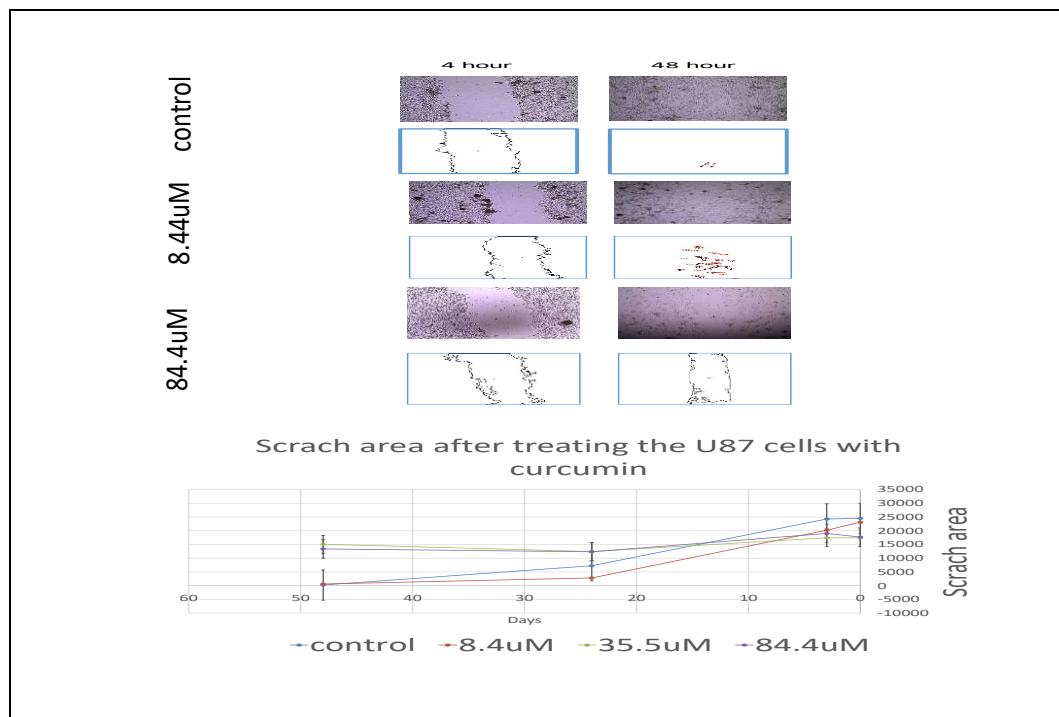 4 hour
48 hour
control
8.44uM
84.4uM
Scrach area after treating the U87 cells with
curcumin
35000
30000
25000
20000
15000
10000
5000
0
-5000
-10000
Scrach area
60
50
40
30
20
10
0
Days
control
8.4uM
35.5uM
84.4uM